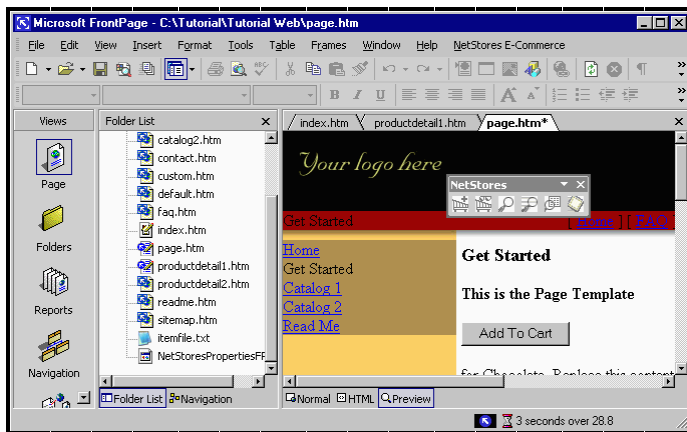 Microsoft FrontPage - C:\Tutorial\Tutorial Web\page.htm
File Edit View Insert Format Tools Table Frames Window Help NetStores E-Commerce
B I U A A
Views
Page
Folders
Reports
Navigation
Folder List
catalog2.htm
contact.htm
custom.htm
default.htm
faq.htm
index.htm
page.htm
productdetail1.htm
productdetail2.htm
readme.htm
sitemap.htm
itemfile.txt
NetStoresPropertiesFF
Folder List Navigation
index.htm productdetail1.htm page.htm*
Your logo here
NetStores
Get Started [ Home ] [ FAQ
Home
Get Started
Catalog 1
Catalog 2
Read Me
Get Started
This is the Page Template
Add To Cart
for Chocolate. Replace this content
Normal HTML Preview
3 seconds over 28.8